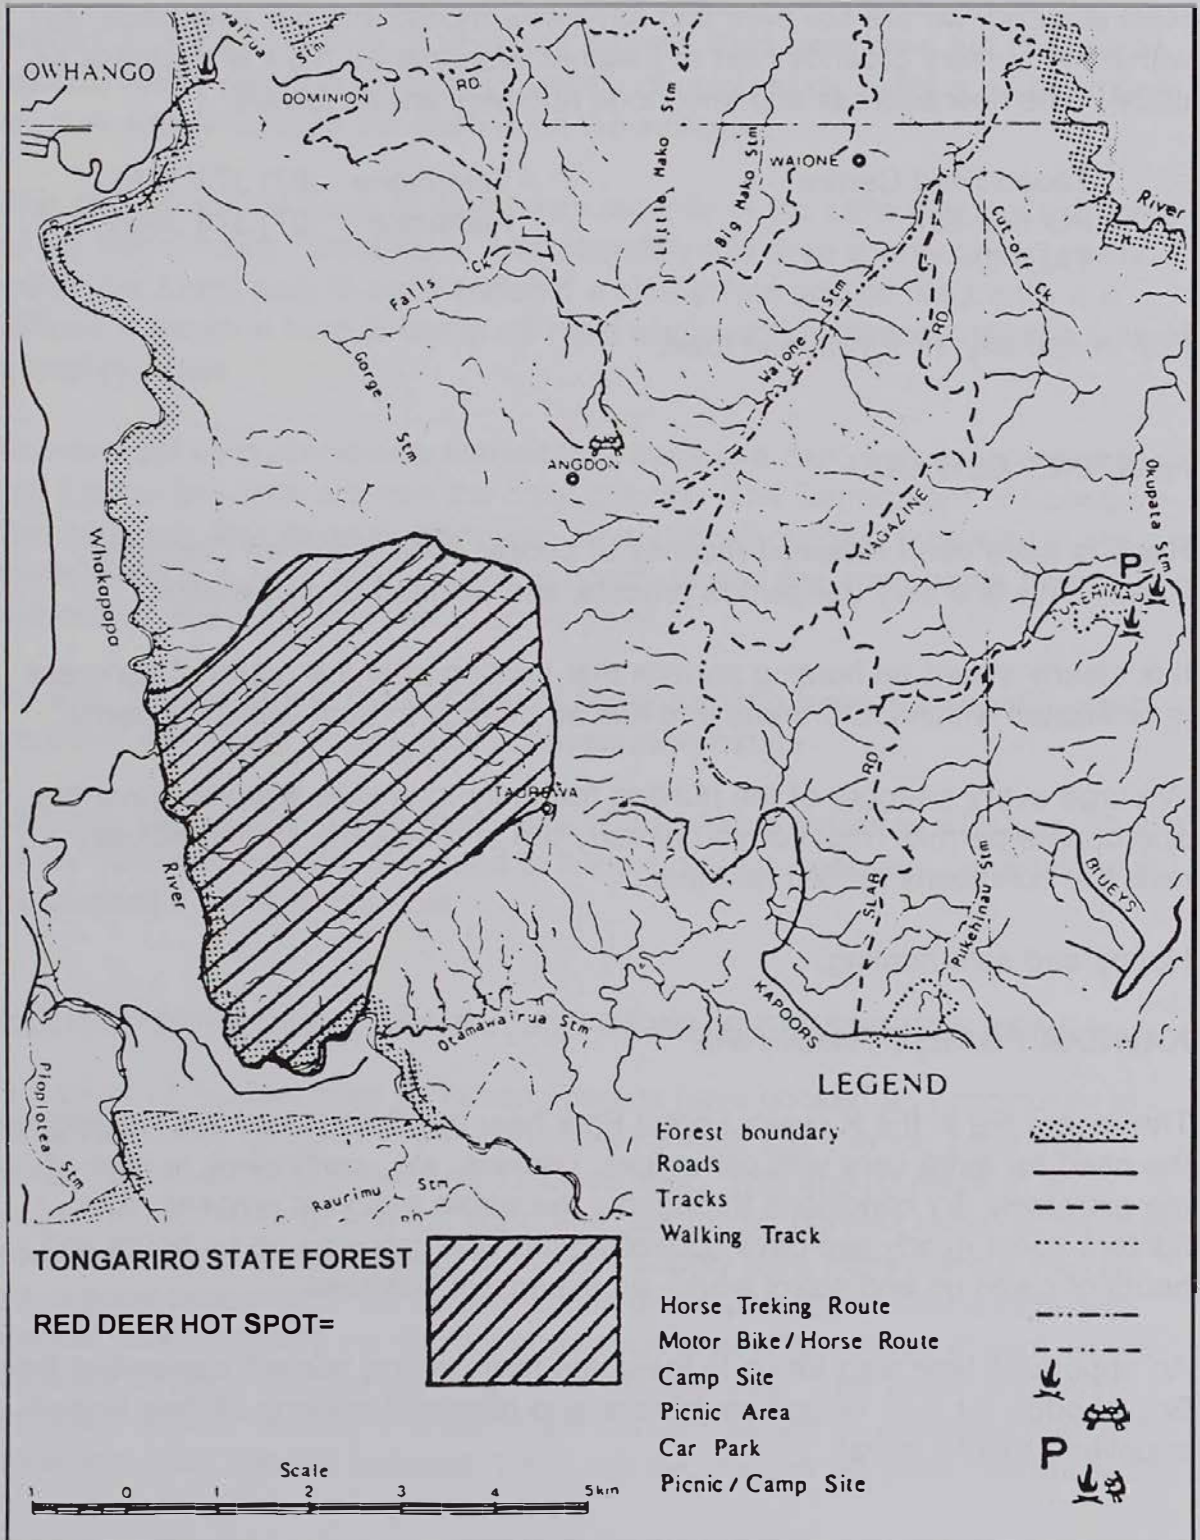 OWHANGO
Stm
DOMINION
RD
Little Mako Stm
Big Mako Stm
WAIONE
River
Cut-off Ck
Falls Ck
Gorge Stm
Waione Stm
RD
ANGDON
MAGAZINE
Okupata Stm
P
Whakapapa
River
TAUREWA
RD
SLAB
Pukehinau Stm
BLUEYS
KAPOORS
Otamawairua Stm
Piopiotea Stm
Raurimu Stm
LEGEND
Forest boundary
Roads
Tracks
Walking Track
Horse Treking Route
Motor Bike/Horse Route
Camp Site
Picnic Area
Car Park P
Picnic/Camp Site
TONGARIRO STATE FOREST
RED DEER HOT SPOT=
Scale
1 0 1 2 3 4 5km